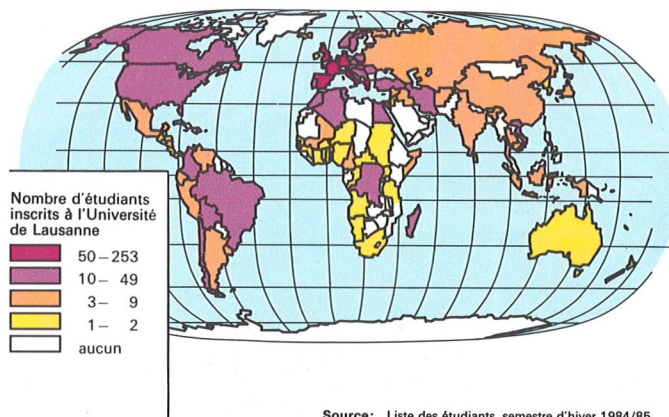 Nombre d'étudiants
inscrits à l'Université
de Lausanne
50–253
10– 49
3– 9
1– 2
aucun
Source: Liste des étudiants, semestre d'hiver 1984/85